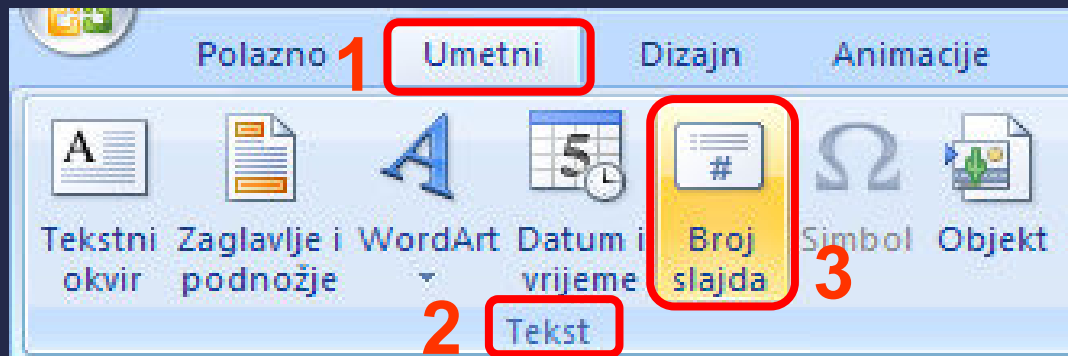 Polazno 1 Umetni Dizajn Animacije
A 5 #  Ω
Tekstni okvir
Zaglavlje i podnožje
WordArt
Datum i vrijeme
Broj slajda
3
Simbol
Objekt
2 Tekst